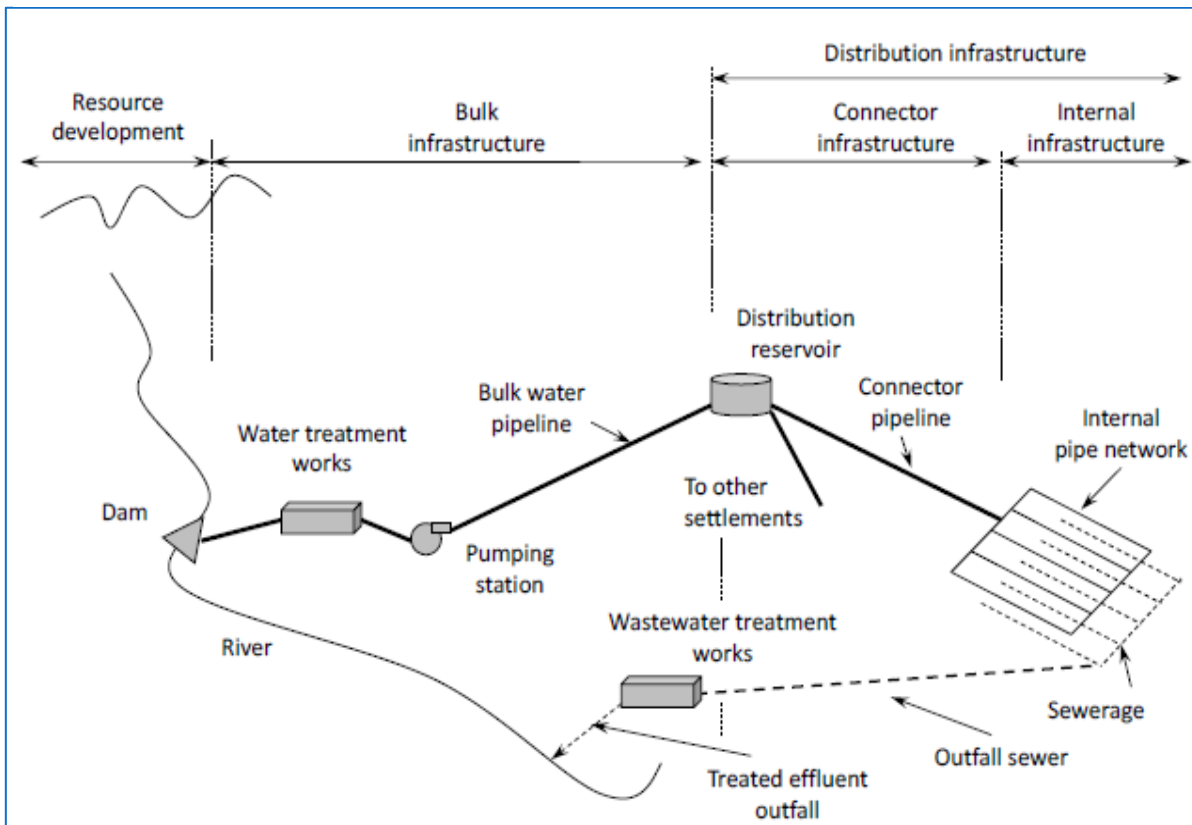 Distribution infrastructure
Resource
development
Bulk
infrastructure
Connector
infrastructure
Internal
infrastructure
Distribution
reservoir
Bulk water
pipeline
Connector
pipeline
Internal
pipe network
Water treatment
works
To other
settlements
Dam
Pumping
station
Wastewater treatment
works
River
Sewerage
Outfall sewer
Treated effluent
outfall